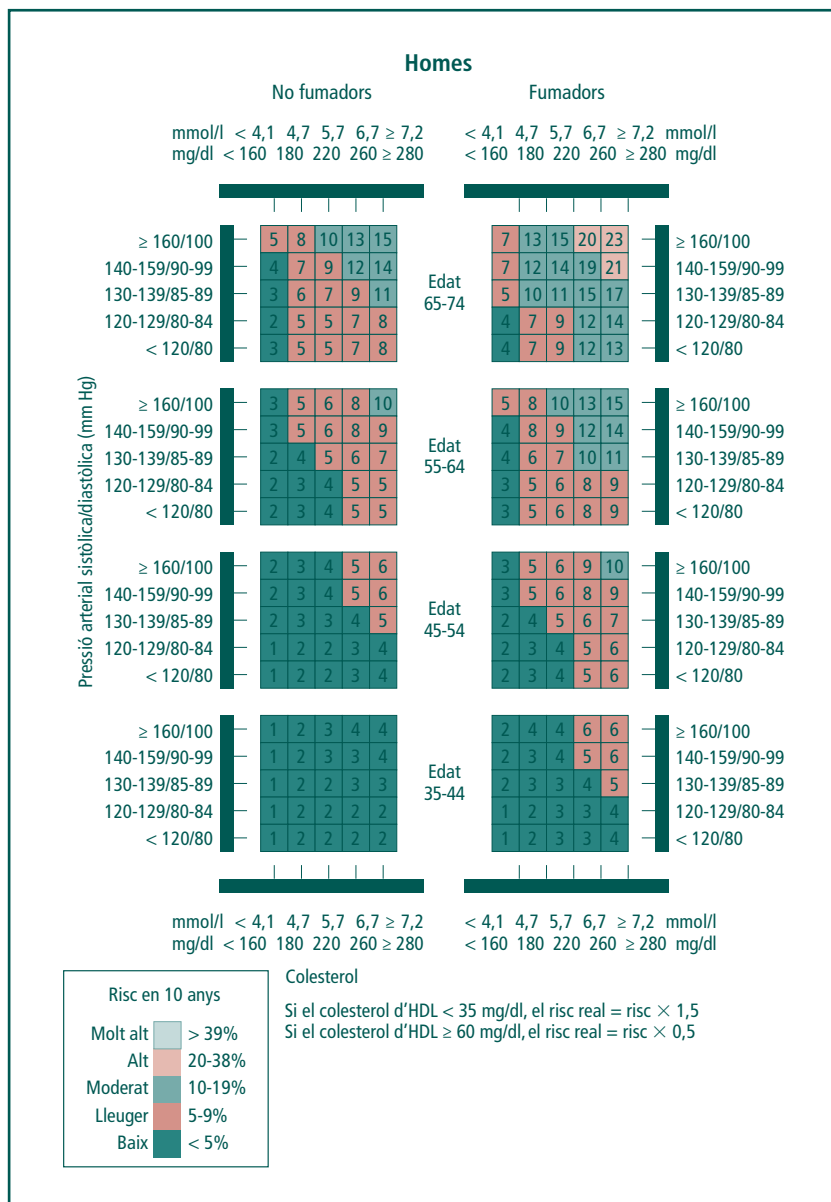 Homes
No fumadors Fumadors
mmol/l < 4,1 4,7 5,7 6,7 ≥ 7,2 < 4,1 4,7 5,7 6,7 ≥ 7,2 mmol/l
mg/dl < 160 180 220 260 ≥ 280 < 160 180 220 260 ≥ 280 mg/dl
Pressió arterial sistòlica/diastòlica (mm Hg)
≥ 160/100 5 8 10 13 15 7 13 15 20 23 ≥ 160/100
140-159/90-99 4 7 9 12 14 Edat 7 12 14 19 21 140-159/90-99
130-139/85-89 3 6 7 9 11 65-74 5 10 11 15 17 130-139/85-89
120-129/80-84 2 5 5 7 8 4 7 9 12 14 120-129/80-84
< 120/80 3 5 5 7 8 4 7 9 12 13 < 120/80
≥ 160/100 3 5 6 8 10 5 8 10 13 15 ≥ 160/100
140-159/90-99 3 5 6 8 9 Edat 4 8 9 12 14 140-159/90-99
130-139/85-89 2 4 5 6 7 55-64 4 6 7 10 11 130-139/85-89
120-129/80-84 2 3 4 5 5 3 5 6 8 9 120-129/80-84
< 120/80 2 3 4 5 5 3 5 6 8 9 < 120/80
≥ 160/100 2 3 4 5 6 3 5 6 9 10 ≥ 160/100
140-159/90-99 2 3 4 5 6 Edat 3 5 6 8 9 140-159/90-99
130-139/85-89 2 3 3 4 5 45-54 2 4 5 6 7 130-139/85-89
120-129/80-84 1 2 2 3 4 2 3 4 5 6 120-129/80-84
< 120/80 1 2 2 3 4 2 3 4 5 6 < 120/80
≥ 160/100 1 2 3 4 4 2 4 4 6 6 ≥ 160/100
140-159/90-99 1 2 3 3 4 Edat 2 3 4 5 6 140-159/90-99
130-139/85-89 1 2 2 3 3 35-44 2 3 3 4 5 130-139/85-89
120-129/80-84 1 2 2 2 2 1 2 3 3 4 120-129/80-84
< 120/80 1 2 2 2 2 1 2 3 3 4 < 120/80
mmol/l < 4,1 4,7 5,7 6,7 ≥ 7,2 < 4,1 4,7 5,7 6,7 ≥ 7,2 mmol/l
mg/dl < 160 180 220 260 ≥ 280 < 160 180 220 260 ≥ 280 mg/dl
Colesterol
Si el colesterol d'HDL < 35 mg/dl, el risc real = risc × 1,5
Si el colesterol d'HDL ≥ 60 mg/dl, el risc real = risc × 0,5
Risc en 10 anys
Molt alt > 39%
Alt 20-38%
Moderat 10-19%
Lleuger 5-9%
Baix < 5%